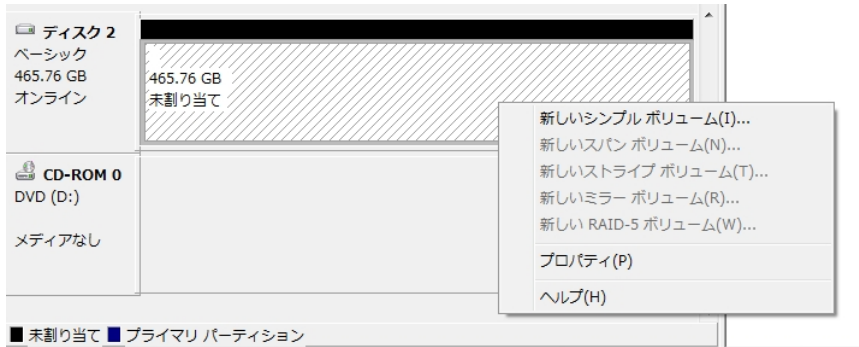 ディスク 2
ベーシック
465.76 GB
オンライン
465.76 GB
未割り当て
新しいシンプル ボリューム(I)...
新しいスパン ボリューム(N)...
新しいストライプ ボリューム(T)...
新しいミラー ボリューム(R)...
新しい RAID-5 ボリューム(W)...
プロパティ(P)
ヘルプ(H)
CD-ROM 0
DVD (D:)
メディアなし
未割り当て プライマリ パーティション